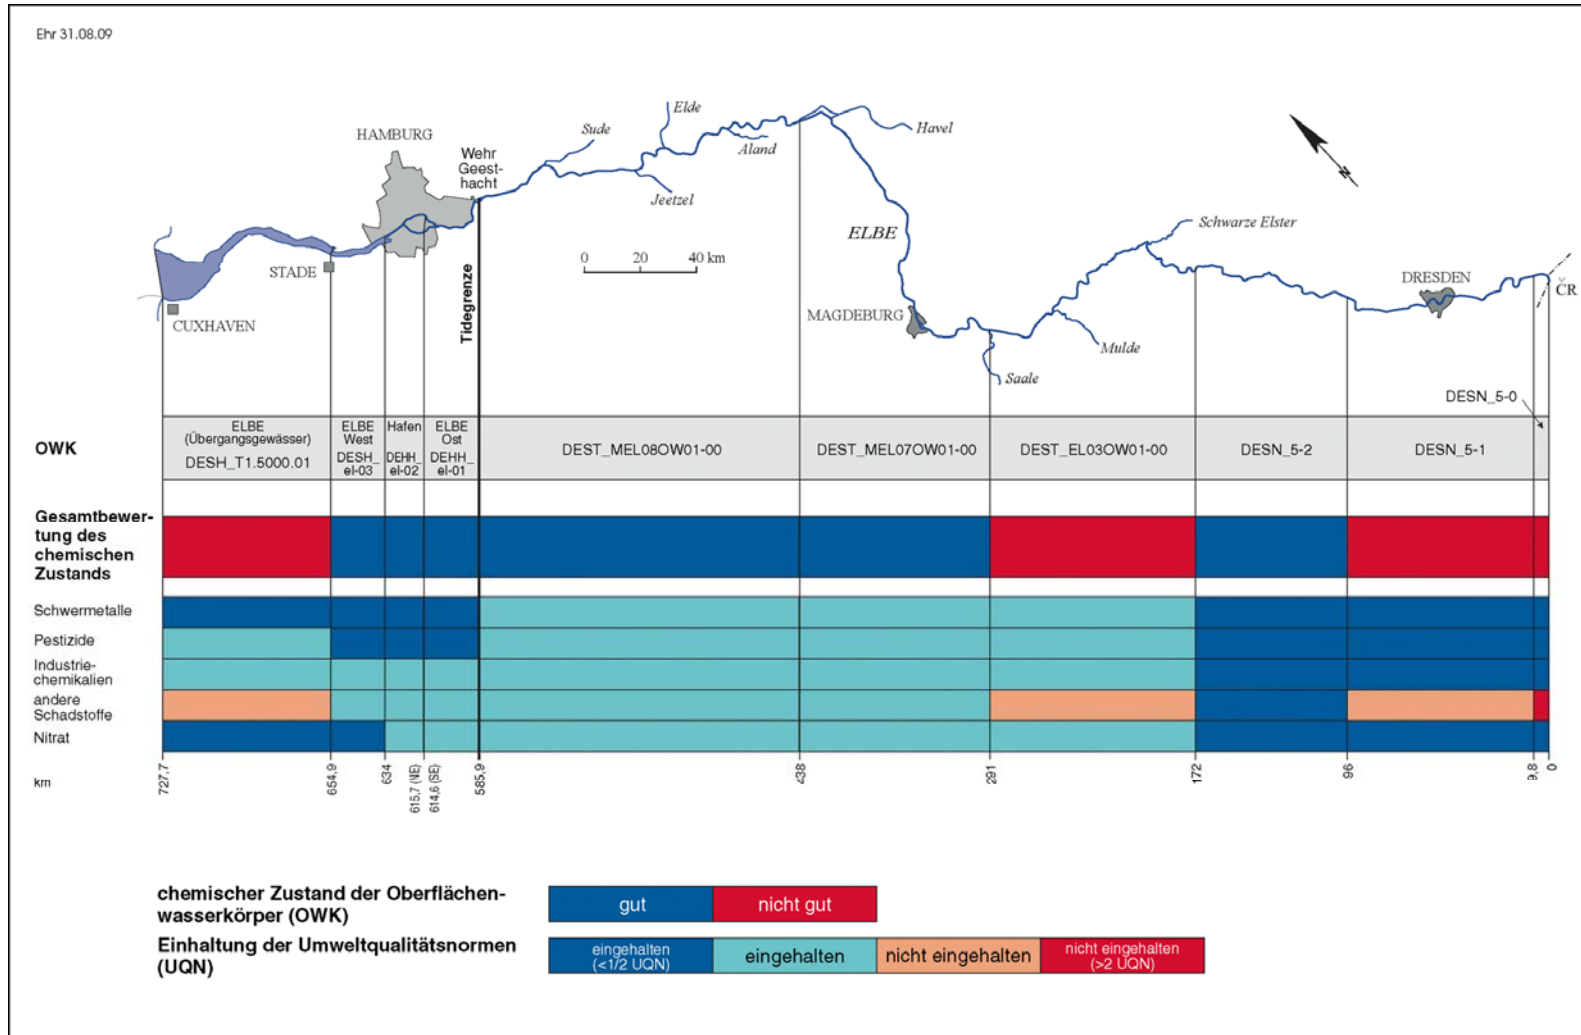 Ehr 31.08.09
HAMBURG
Wehr
Geest-
hacht
Sude
Elde
Aland
Jeetzel
Havel
N
Schwarze Elster
ELBE
0 20 40 km
STADE
Tidegrenze
CUXHAVEN
MAGDEBURG
Saale
Mulde
DRESDEN
ČR
DESN_5-0
OWK
ELBE
(Übergangsgewässer)
DESH_T1.5000.01
ELBE
West
DESH_
el-03
Hafen
DEHH_
el-02
ELBE
Ost
DEHH_
el-01
DEST_MEL08OW01-00
DEST_MEL07OW01-00
DEST_EL03OW01-00
DESN_5-2
DESN_5-1
Gesamtbewer-
tung des
chemischen
Zustands
Schwermetalle
Pestizide
Industrie-
chemikalien
andere
Schadstoffe
Nitrat
km
727,7
654,9
634
615,7 (NE)
614,6 (SE)
585,9
438
291
172
96
9,8
0
chemischer Zustand der Oberflächen-
wasserkörper (OWK)
gut
nicht gut
Einhaltung der Umweltqualitätsnormen
(UQN)
eingehalten
(<1/2 UQN)
eingehalten
nicht eingehalten
nicht eingehalten
(>2 UQN)